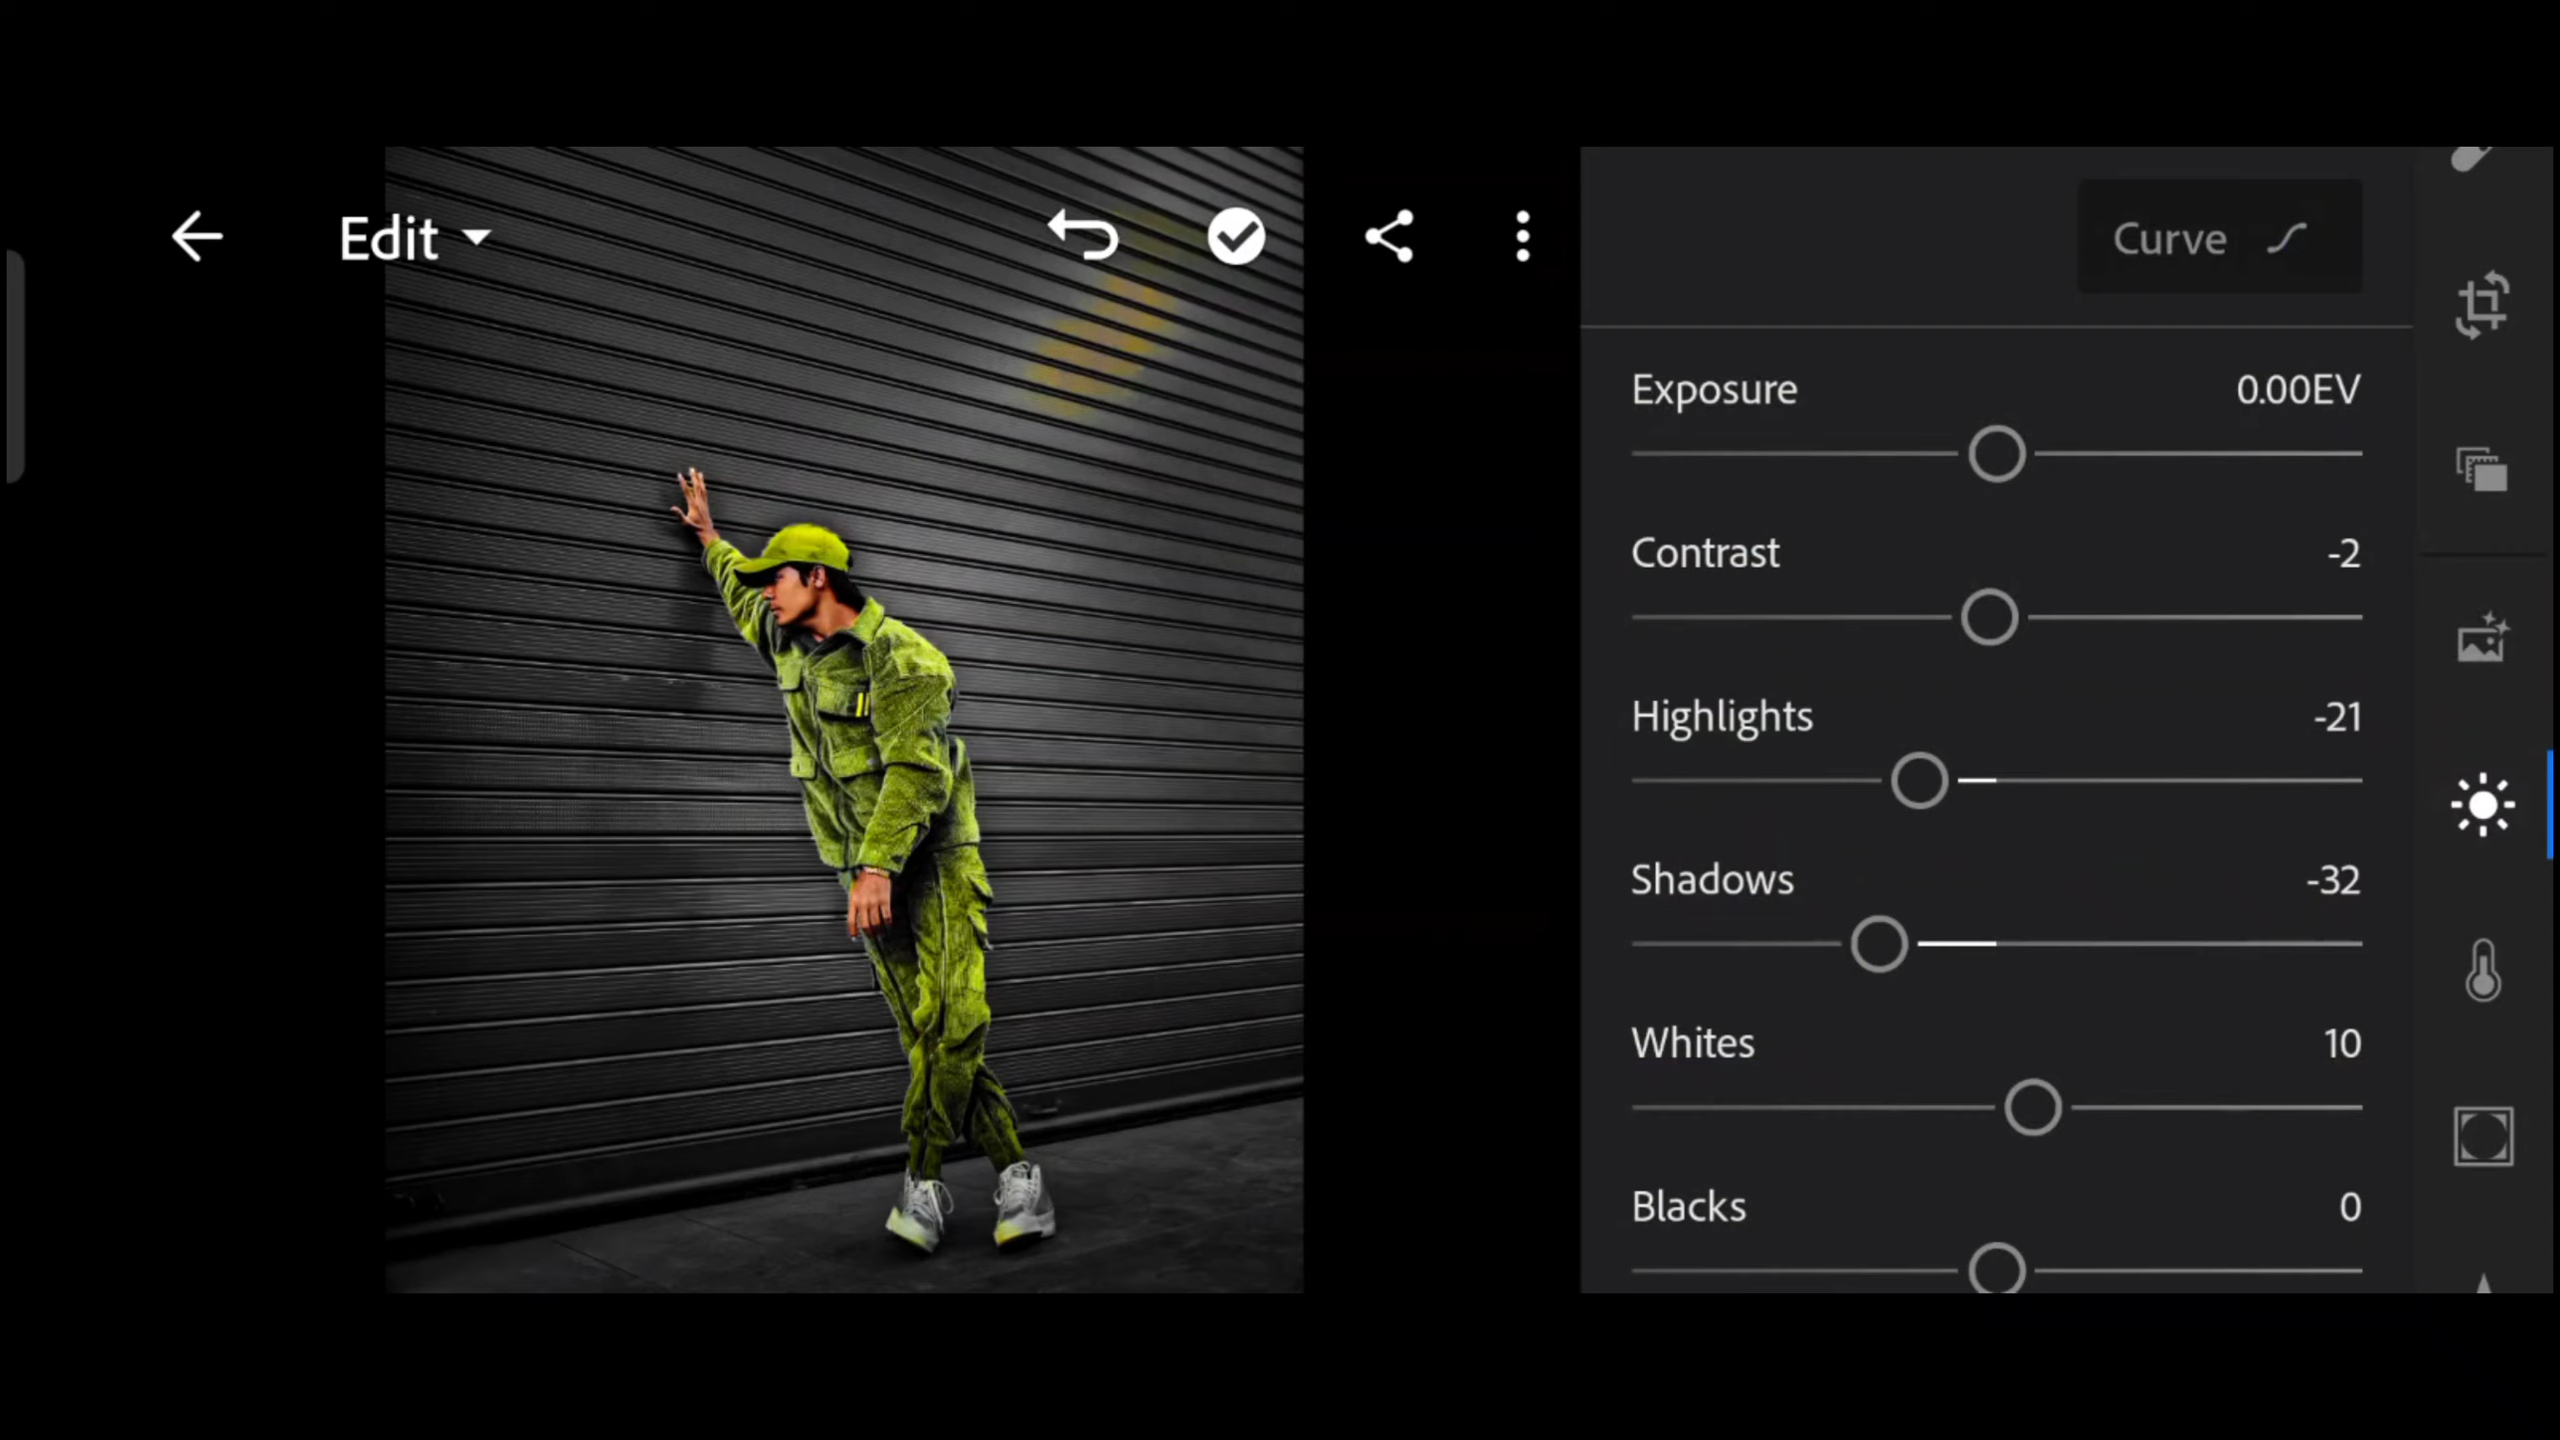 Edit
Curve
Exposure 0.00EV
Contrast -2
Highlights -21
Shadows -32
Whites 10
Blacks 0